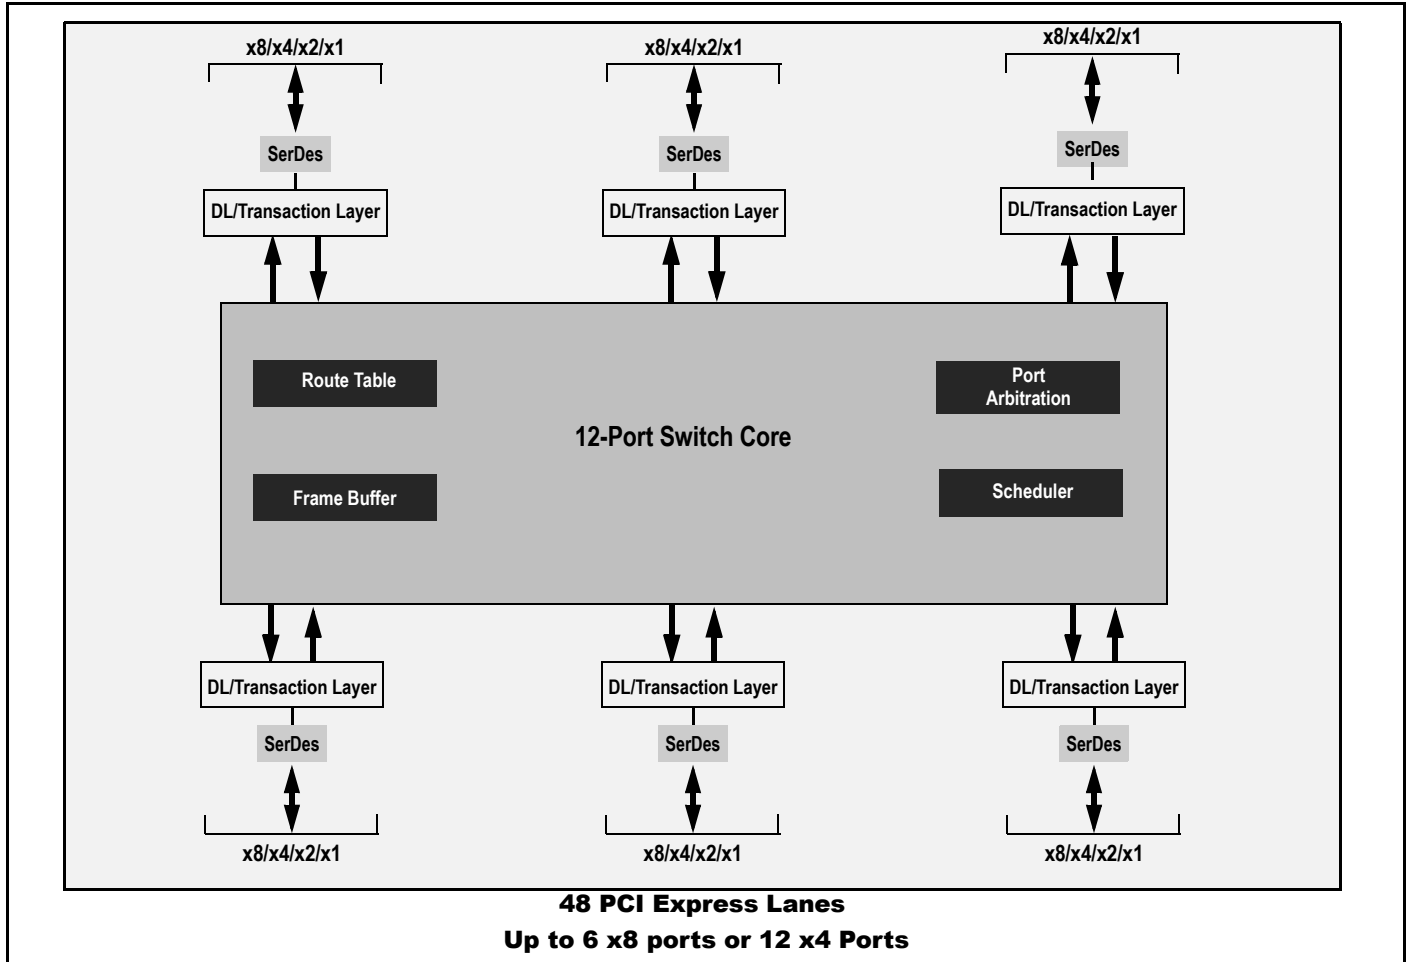 x8/x4/x2/x1
x8/x4/x2/x1
x8/x4/x2/x1
SerDes
SerDes
SerDes
DL/Transaction Layer
DL/Transaction Layer
DL/Transaction Layer
Route Table
Port
Arbitration
12-Port Switch Core
Frame Buffer
Scheduler
DL/Transaction Layer
DL/Transaction Layer
DL/Transaction Layer
SerDes
SerDes
SerDes
x8/x4/x2/x1
x8/x4/x2/x1
x8/x4/x2/x1
48 PCI Express Lanes
Up to 6 x8 ports or 12 x4 Ports